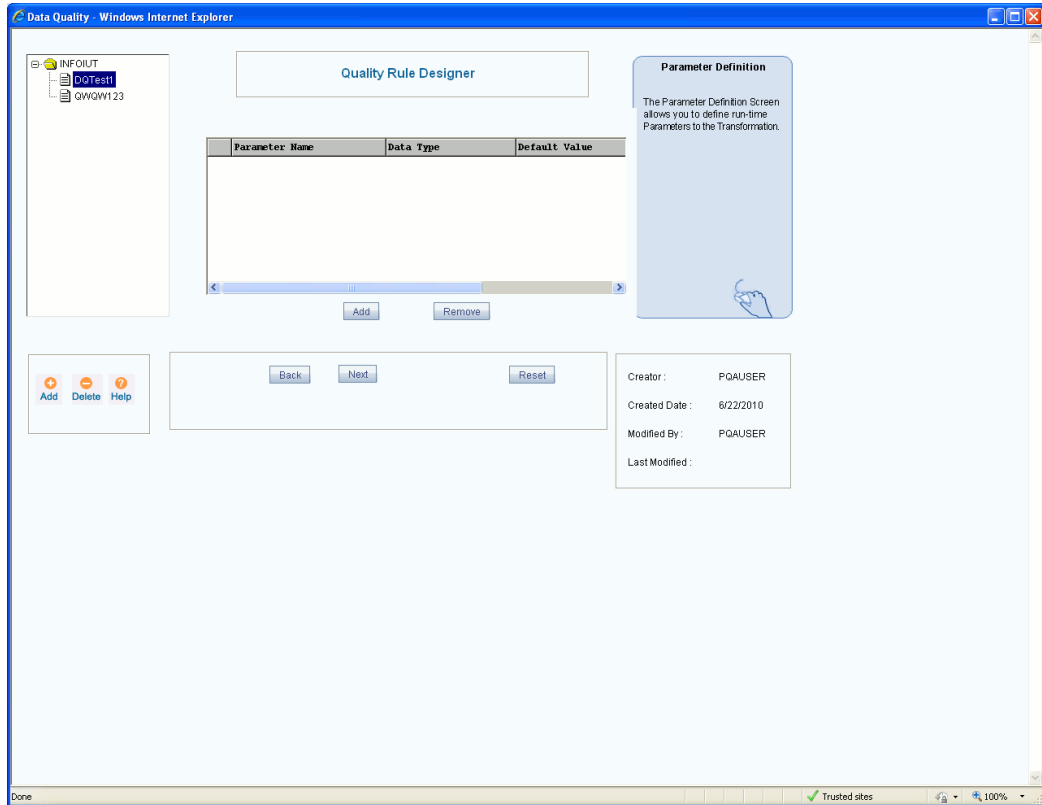 Data Quality - Windows Internet Explorer
INFOIUT
DQTest1
QWQW123
Quality Rule Designer
Parameter Definition
The Parameter Definition Screen
allows you to define run-time
Parameters to the Transformation.
Parameter Name Data Type Default Value
Add Remove
Add Delete Help
Back Next Reset
Creator : PQAUSER
Created Date : 6/22/2010
Modified By : PQAUSER
Last Modified :
Done Trusted sites 100%